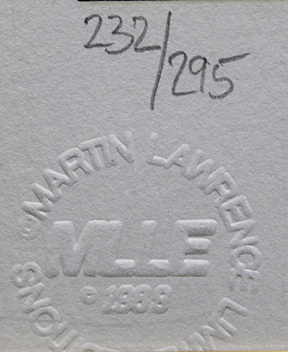 232/295
© MARTIN LAWRENCE LIMITED EDITIONS
MLLE
© 1989